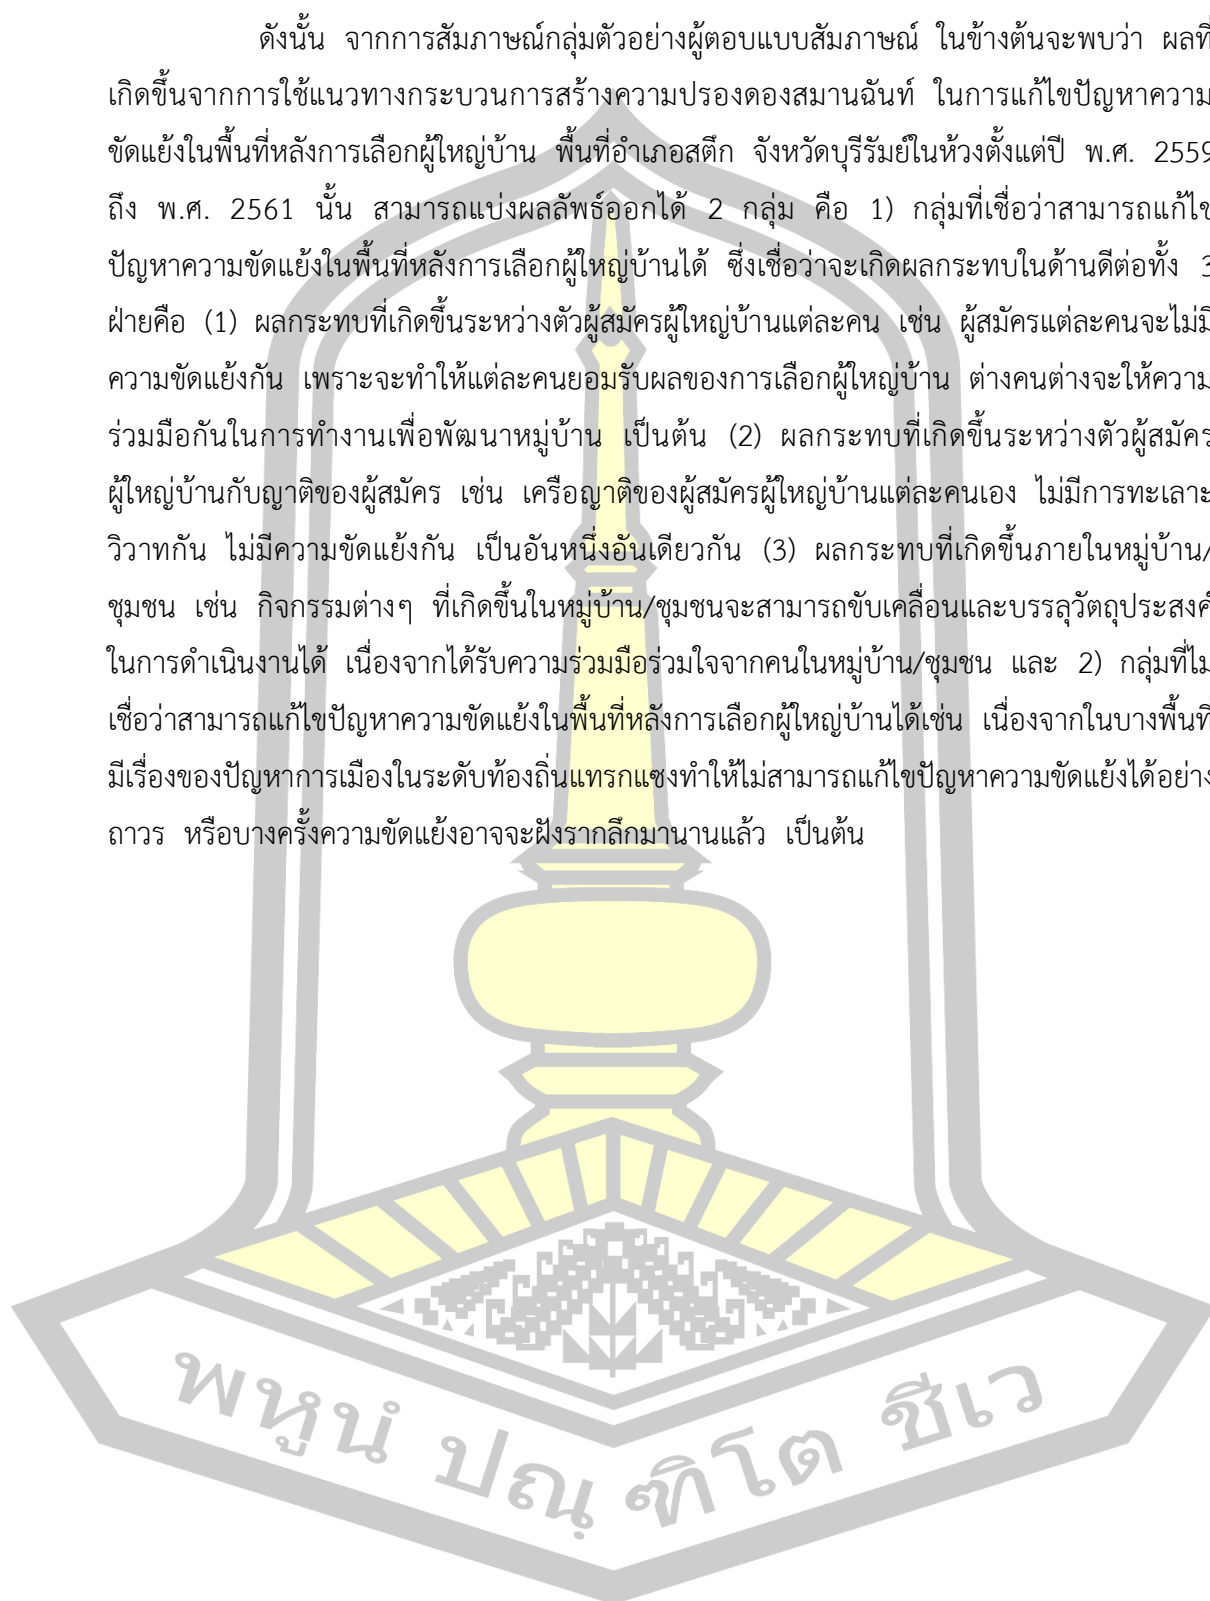 ดังนั้น จากการสัมภาษณ์กลุ่มตัวอย่างผู้ตอบแบบสัมภาษณ์ ในข้างต้นจะพบว่า ผลที่
เกิดขึ้นจากการใช้แนวทางกระบวนการสร้างความปรองดองสมานฉันท์ ในการแก้ไขปัญหาความ
ขัดแย้งในพื้นที่หลังการเลือกผู้ใหญ่บ้าน พื้นที่อำเภอสตึก จังหวัดบุรีรัมย์ในห้วงตั้งแต่ปี พ.ศ. 2559
ถึง พ.ศ. 2561 นั้น สามารถแบ่งผลลัพธ์ออกได้ 2 กลุ่ม คือ 1) กลุ่มที่เชื่อว่าสามารถแก้ไข
ปัญหาความขัดแย้งในพื้นที่หลังการเลือกผู้ใหญ่บ้านได้ ซึ่งเชื่อว่าจะเกิดผลกระทบในด้านดีต่อทั้ง 3
ฝ่ายคือ (1) ผลกระทบที่เกิดขึ้นระหว่างตัวผู้สมัครผู้ใหญ่บ้านแต่ละคน เช่น ผู้สมัครแต่ละคนจะไม่มี
ความขัดแย้งกัน เพราะจะทำให้แต่ละคนยอมรับผลของการเลือกผู้ใหญ่บ้าน ต่างคนต่างจะให้ความ
ร่วมมือกันในการทำงานเพื่อพัฒนาหมู่บ้าน เป็นต้น (2) ผลกระทบที่เกิดขึ้นระหว่างตัวผู้สมัคร
ผู้ใหญ่บ้านกับญาติของผู้สมัคร เช่น เครือญาติของผู้สมัครผู้ใหญ่บ้านแต่ละคนเอง ไม่มีการทะเลาะ
วิวาทกัน ไม่มีความขัดแย้งกัน เป็นอันหนึ่งอันเดียวกัน (3) ผลกระทบที่เกิดขึ้นภายในหมู่บ้าน/
ชุมชน เช่น กิจกรรมต่างๆ ที่เกิดขึ้นในหมู่บ้าน/ชุมชนจะสามารถขับเคลื่อนและบรรลุวัตถุประสงค์
ในการดำเนินงานได้ เนื่องจากได้รับความร่วมมือร่วมใจจากคนในหมู่บ้าน/ชุมชน และ 2) กลุ่มที่ไม่
เชื่อว่าสามารถแก้ไขปัญหาความขัดแย้งในพื้นที่หลังการเลือกผู้ใหญ่บ้านได้เช่น เนื่องจากในบางพื้นที่
มีเรื่องของปัญหาการเมืองในระดับท้องถิ่นแทรกแซงทำให้ไม่สามารถแก้ไขปัญหาความขัดแย้งได้อย่าง
ถาวร หรือบางครั้งความขัดแย้งอาจจะฝังรากลึกมานานแล้ว เป็นต้น
พหูนํ ปณฺ ฑิโต ชีเว